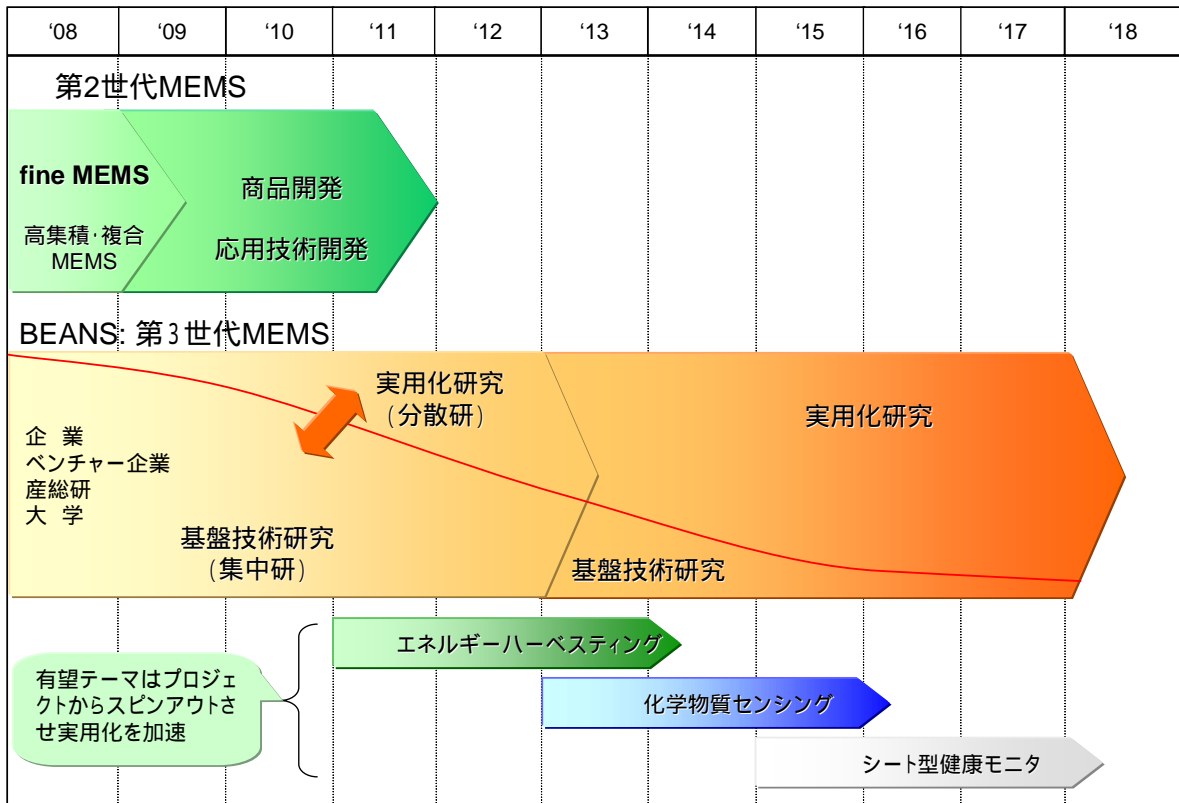 ‘08 ‘09 ‘10 ‘11 ‘12 ‘13 ‘14 ‘15 ‘16 ‘17 ‘18
第2世代MEMS
fine MEMS
高集積・複合
MEMS
商品開発
応用技術開発
BEANS: 第3世代MEMS
企 業
ベンチャー企業
産総研
大 学
実用化研究
(分散研)
基盤技術研究
(集中研)
実用化研究
基盤技術研究
有望テーマはプロジェ
クトからスピンアウトさ
せ実用化を加速
エネルギーハーベスティング
化学物質センシング
シート型健康モニタ